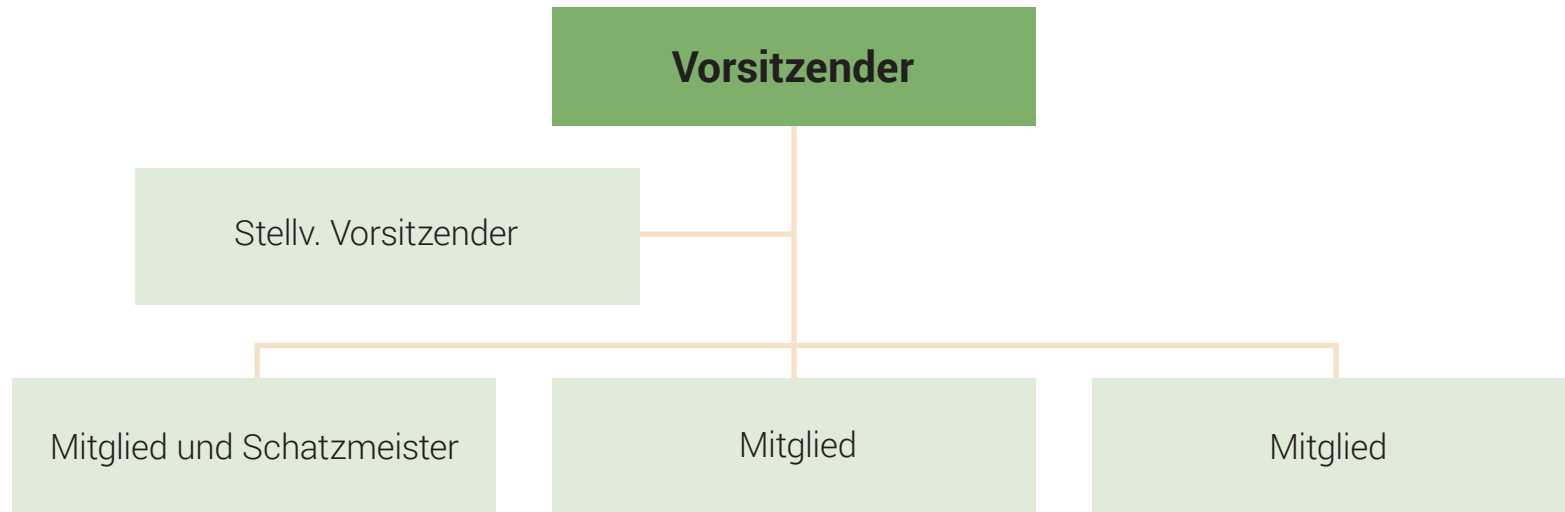 Vorsitzender
Stellv. Vorsitzender
Mitglied und Schatzmeister
Mitglied
Mitglied